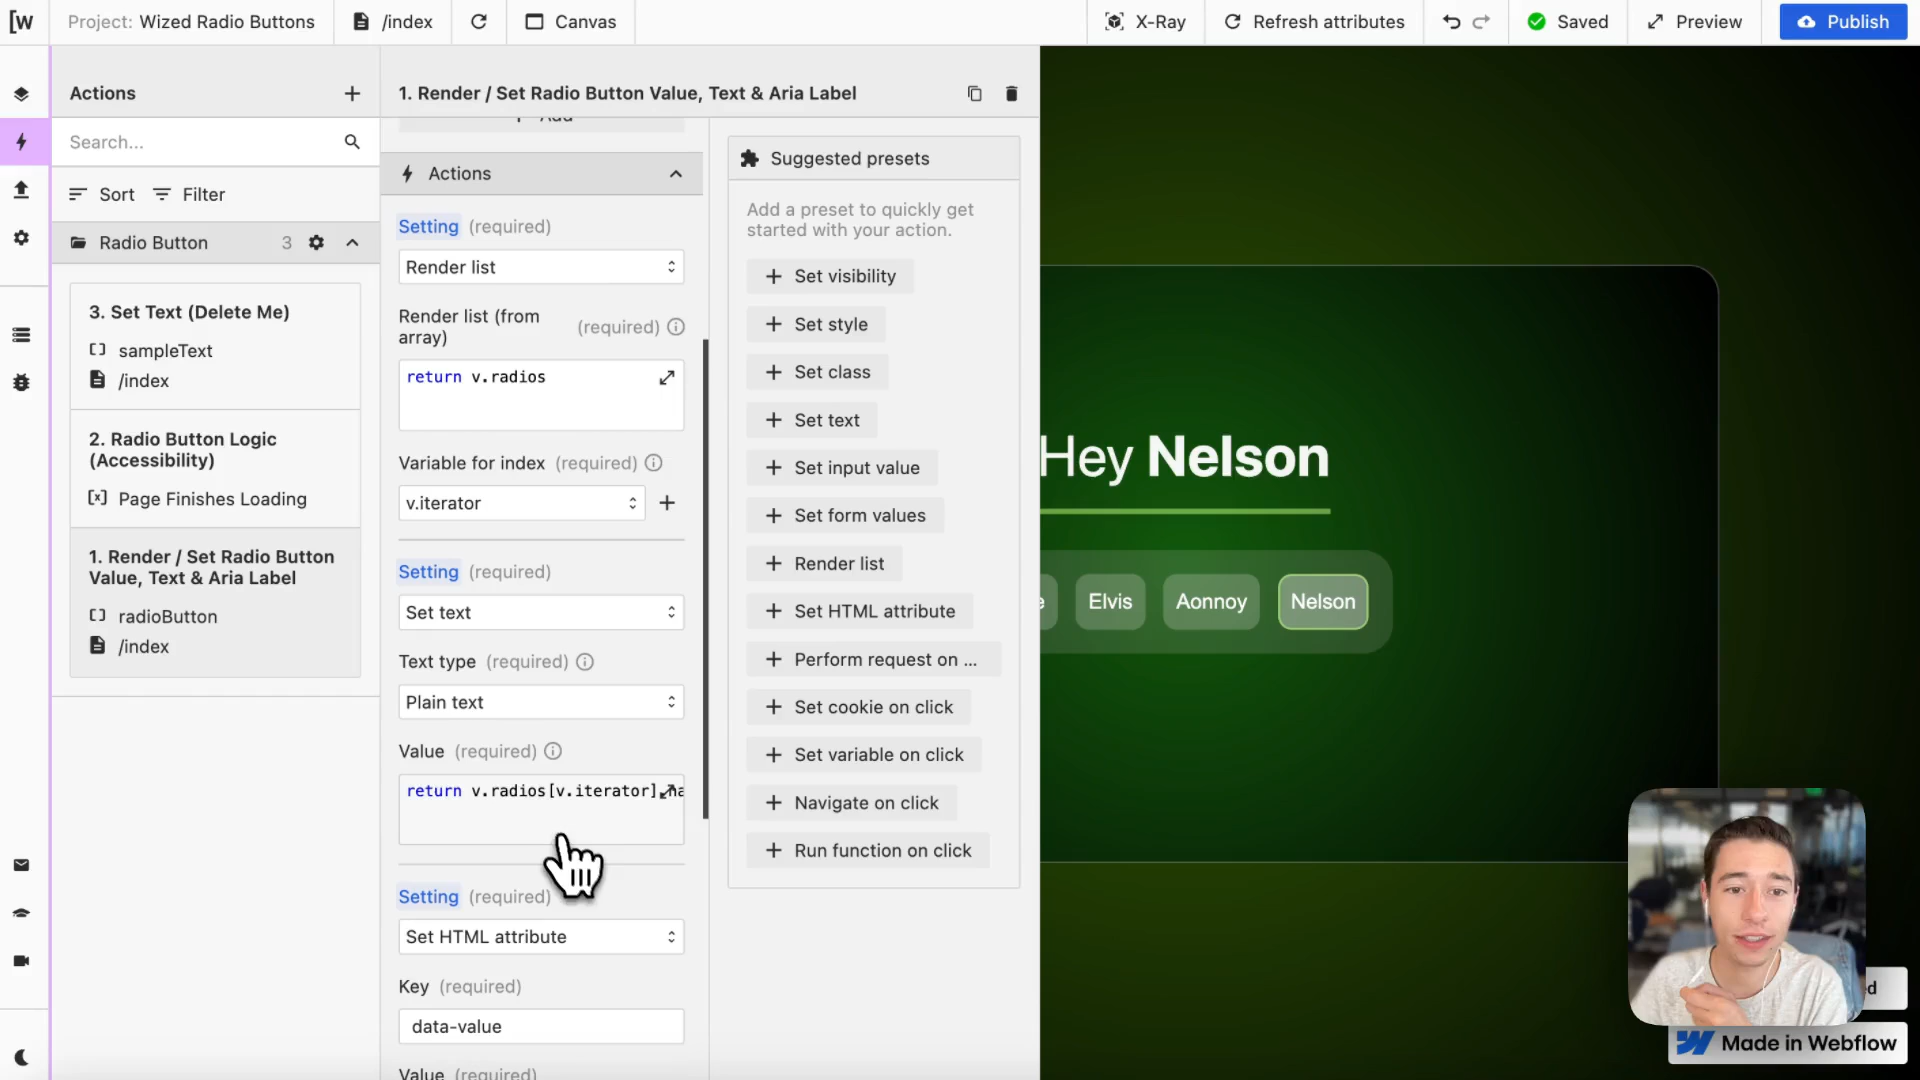 [w Project: Wized Radio Buttons /index Canvas X-Ray Refresh attributes Saved Preview Publish
Actions
Search...
Sort Filter
Radio Button 3
3. Set Text (Delete Me)
sampleText
/index
2. Radio Button Logic
(Accessibility)
Page Finishes Loading
1. Render / Set Radio Button
Value, Text & Aria Label
radioButton
/index
1. Render / Set Radio Button Value, Text & Aria Label
Add
Actions
Setting (required)
Render list
Render list (from
array) (required)
return v.radios
Variable for index (required)
v.iterator
Setting (required)
Set text
Text type (required)
Plain text
Value (required)
return v.radios[v.iterator].na
Setting (required)
Set HTML attribute
Key (required)
data-value
Value (required)
Suggested presets
Add a preset to quickly get
started with your action.
Set visibility
Set style
Set class
Set text
Set input value
Set form values
Render list
Set HTML attribute
Perform request on ...
Set cookie on click
Set variable on click
Navigate on click
Run function on click
Hey Nelson
e Elvis Aonnoy Nelson
d
Made in Webflow